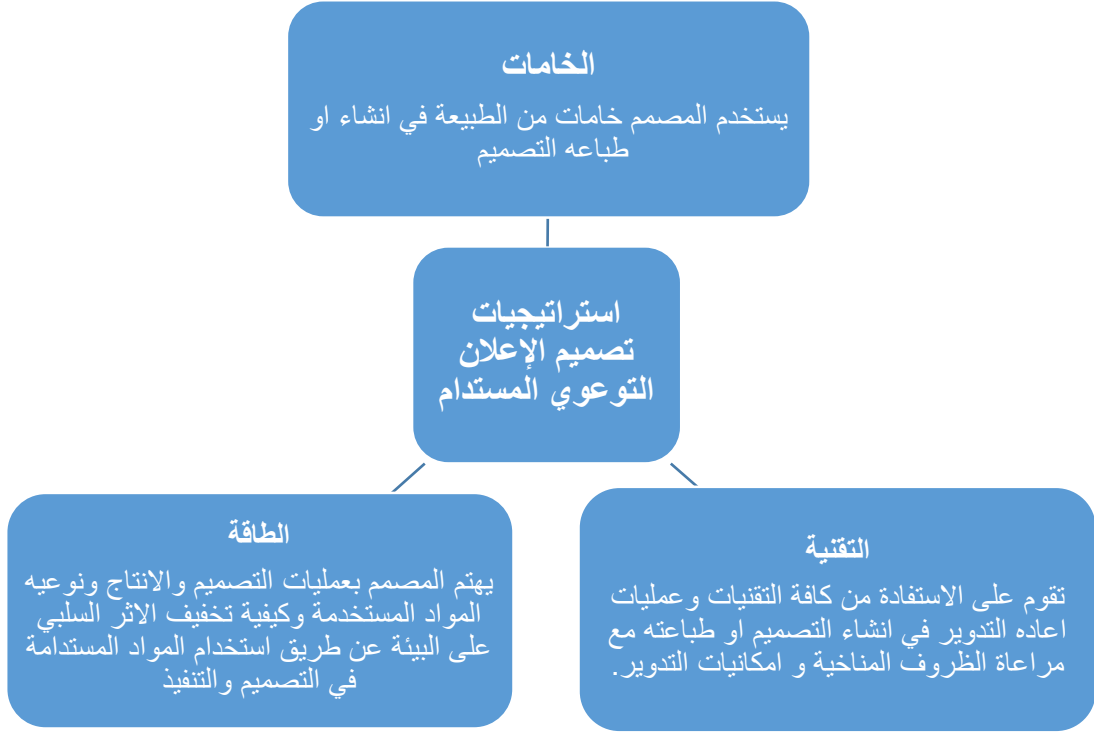 الخامات
يستخدم المصمم خامات من الطبيعة في انشاء او
طباعه التصميم
استراتيجيات
تصميم الإعلان
التوعوي المستدام
التقنية
تقوم على الاستفادة من كافة التقنيات وعمليات
اعاده التدوير في انشاء التصميم او طباعته مع
مراعاة الظروف المناخية و امكانيات التدوير.
الطاقة
يهتم المصمم بعمليات التصميم والانتاج ونوعيه
المواد المستخدمة وكيفية تخفيف الاثر السلبي
على البيئة عن طريق استخدام المواد المستدامة
في التصميم والتنفيذ